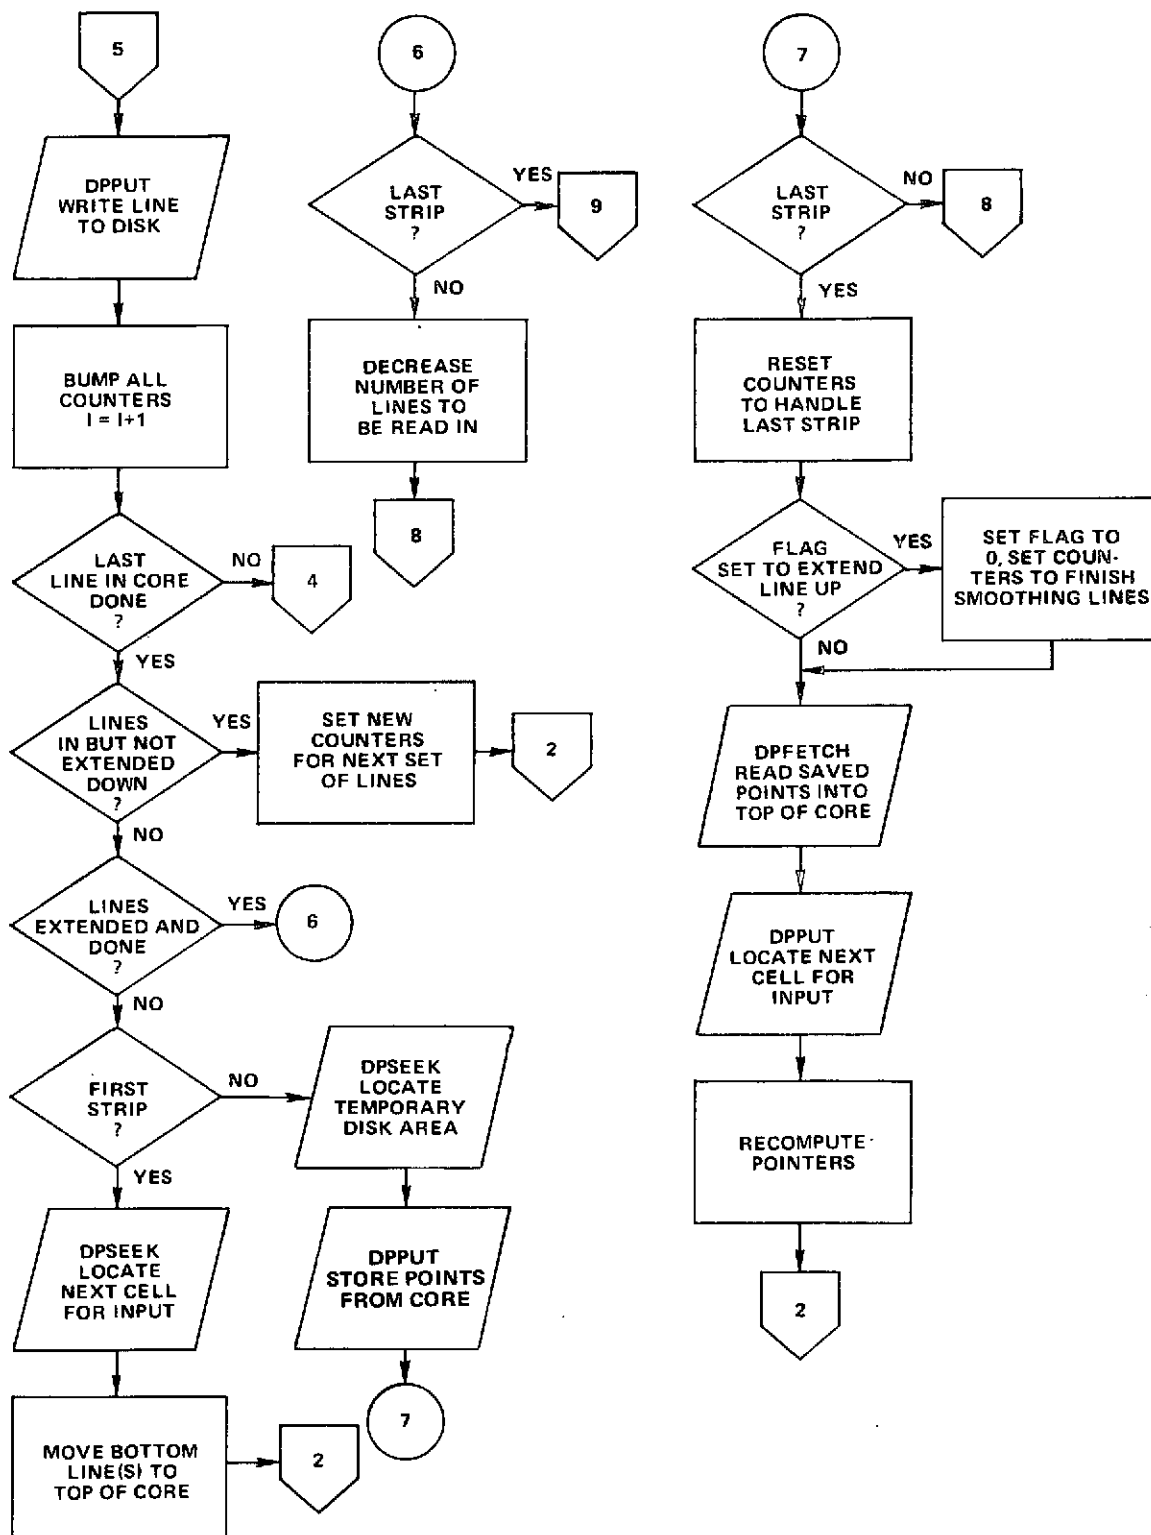 5
DPPUT
WRITE LINE
TO DISK
BUMP ALL
COUNTERS
I = I+1
LAST
LINE IN CORE
DONE
?
NO
4
YES
LINES
IN BUT NOT
EXTENDED
DOWN
?
YES
SET NEW
COUNTERS
FOR NEXT SET
OF LINES
2
NO
LINES
EXTENDED AND
DONE
?
YES
6
NO
FIRST
STRIP
?
NO
DPSEEK
LOCATE
TEMPORARY
DISK AREA
DPPUT
STORE POINTS
FROM CORE
7
YES
DPSEEK
LOCATE
NEXT CELL
FOR INPUT
MOVE BOTTOM
LINE(S) TO
TOP OF CORE
2
6
LAST
STRIP
?
YES
9
NO
DECREASE
NUMBER OF
LINES TO
BE READ IN
8
7
LAST
STRIP
?
NO
8
YES
RESET
COUNTERS
TO HANDLE
LAST STRIP
FLAG
SET TO EXTEND
LINE UP
?
YES
SET FLAG TO
0, SET COUN-
TERS TO FINISH
SMOOTHING LINES
NO
DPFETCH
READ SAVED
POINTS INTO
TOP OF CORE
DPPUT
LOCATE NEXT
CELL FOR
INPUT
RECOMPUTE
POINTERS
2